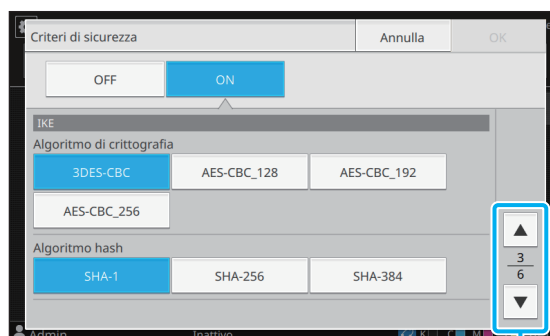 Criteri di sicurezza Annulla OK
OFF ON
IKE
Algoritmo di crittografia
3DES-CBC AES-CBC_128 AES-CBC_192
AES-CBC_256
Algoritmo hash
SHA-1 SHA-256 SHA-384
3
6
Admin Inattivo K C M